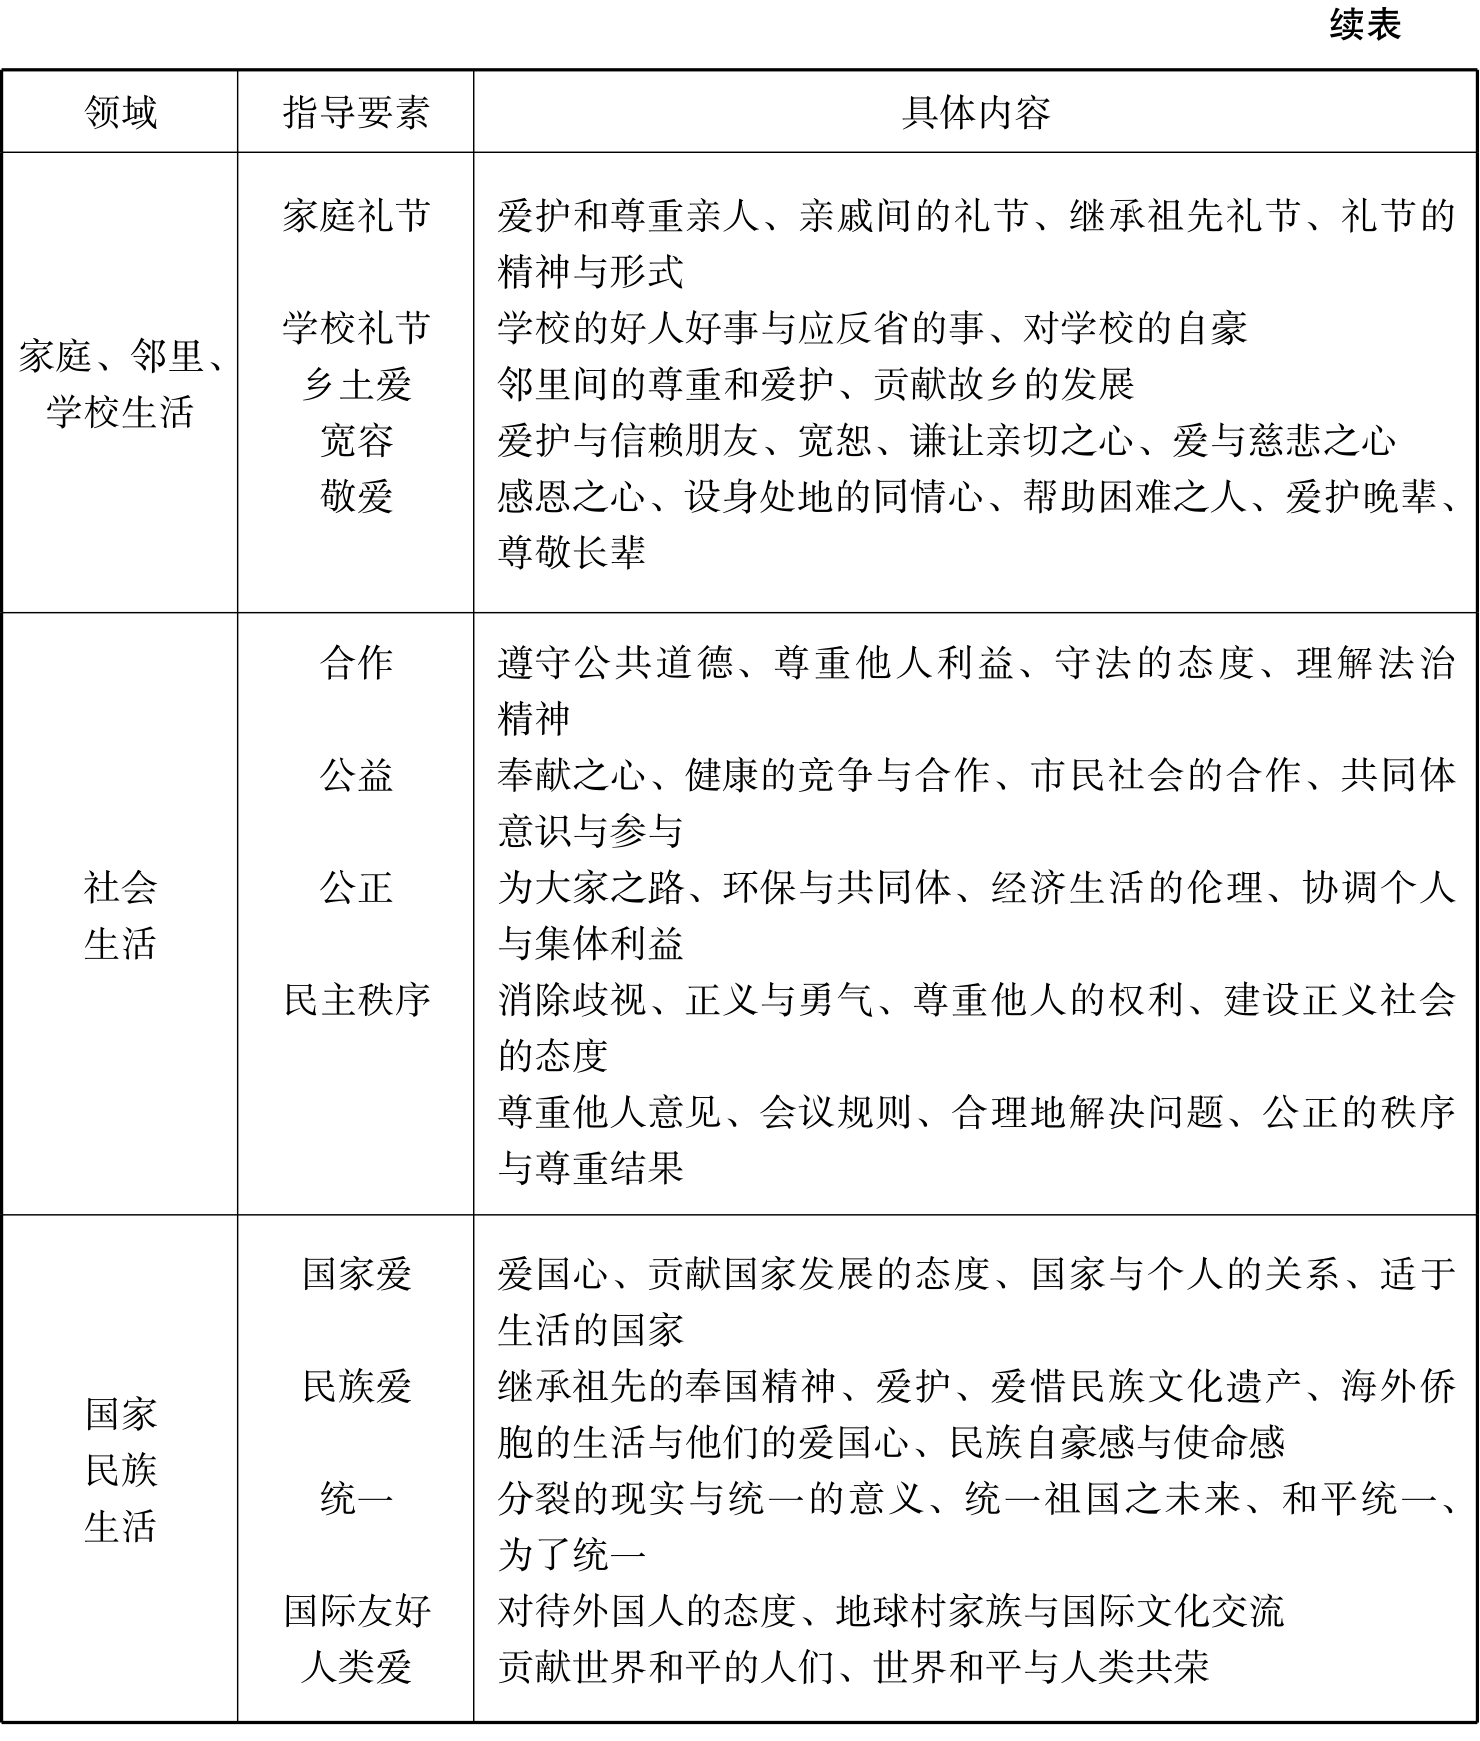 续表
领域 指导要素 具体内容
家庭礼节 爱护和尊重亲人、亲戚间的礼节、继承祖先礼节、礼节的
精神与形式
学校礼节 学校的好人好事与应反省的事、对学校的自豪
家庭、邻里、
学校生活
乡土爱 邻里间的尊重和爱护、贡献故乡的发展
宽容 爱护与信赖朋友、宽恕、谦让亲切之心、爱与慈悲之心
敬爱 感恩之心、设身处地的同情心、帮助困难之人、爱护晚辈、
尊敬长辈
合作 遵守公共道德、尊重他人利益、守法的态度、理解法治
精神
公益 奉献之心、健康的竞争与合作、市民社会的合作、共同体
意识与参与
社会
生活
公正 为大家之路、环保与共同体、经济生活的伦理、协调个人
与集体利益
民主秩序 消除歧视、正义与勇气、尊重他人的权利、建设正义社会
的态度
尊重他人意见、会议规则、合理地解决问题、公正的秩序
与尊重结果
国家爱 爱国心、贡献国家发展的态度、国家与个人的关系、适于
生活的国家
民族爱 继承祖先的奉国精神、爱护、爱惜民族文化遗产、海外侨
胞的生活与他们的爱国心、民族自豪感与使命感
国家
民族
生活
统一 分裂的现实与统一的意义、统一祖国之未来、和平统一、
为了统一
国际友好 对待外国人的态度、地球村家族与国际文化交流
人类爱 贡献世界和平的人们、世界和平与人类共荣